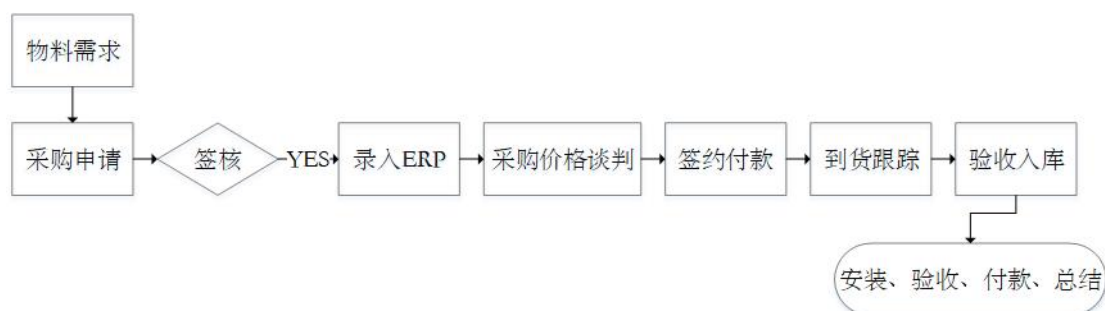 物料需求
采购申请
签核
YES
录入ERP
采购价格谈判
签约付款
到货跟踪
验收入库
安装、验收、付款、总结